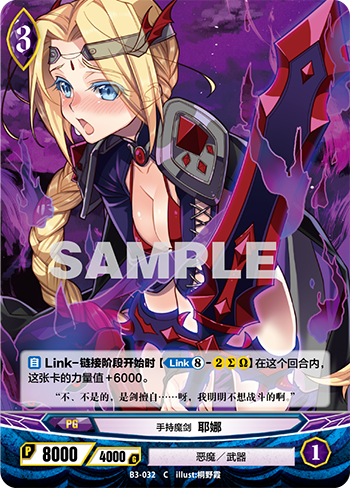 3
SAMPLE
自 Link-链接阶段开始时【Link 8 - 2 Σ Ω】在这个回合内,
这张卡的力量值+6000。
“不、不是的,是剑擅自……呀,我明明不想战斗的啊。”
PG 手持魔剑 耶娜
P 8000 / 4000 G 恶魔／武器 1
B3-032 C illust:桐野霞